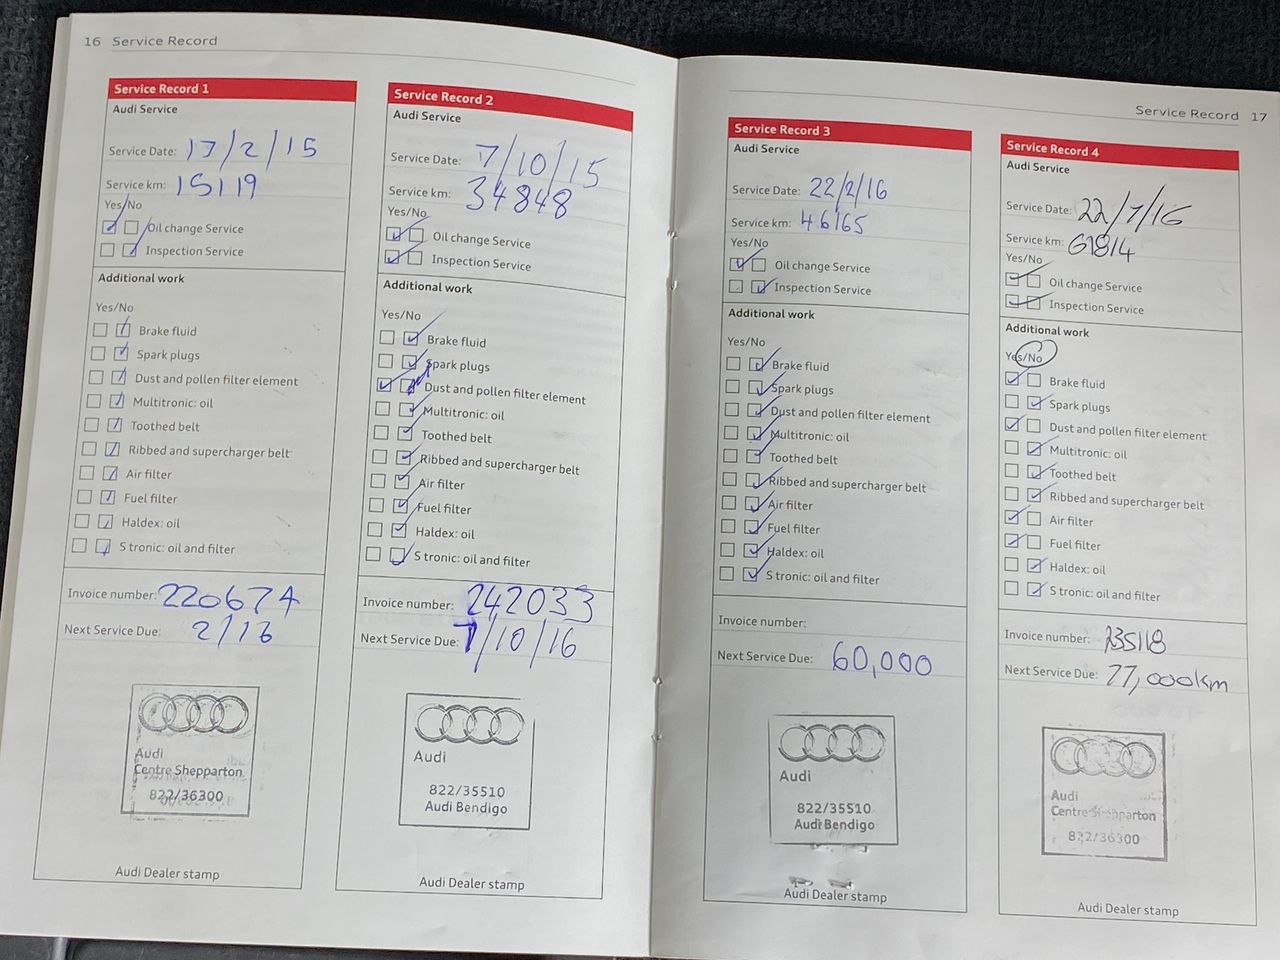 16 Service Record
Service Record 1
Audi Service
Service Date: 17/2/15
Service km: 15119
Yes/No
Oil change Service
Inspection Service
Additional work
Yes/No
Brake fluid
Spark plugs
Dust and pollen filter element
Multitronic: oil
Toothed belt
Ribbed and supercharger belt
Air filter
Fuel filter
Haldex: oil
S tronic: oil and filter
Invoice number: 220674
Next Service Due: 2/16
Audi
Centre Shepparton
822/36300
Audi Dealer stamp
Service Record 2
Audi Service
Service Date: 7/10/15
Service km: 34848
Yes/No
Oil change Service
Inspection Service
Additional work
Yes/No
Brake fluid
Spark plugs
Dust and pollen filter element
Multitronic: oil
Toothed belt
Ribbed and supercharger belt
Air filter
Fuel filter
Haldex: oil
S tronic: oil and filter
Invoice number: 242033
Next Service Due: 7/10/16
Audi
822/35510
Audi Bendigo
Audi Dealer stamp
Service Record 17
Service Record 3
Audi Service
Service Date: 22/2/16
Service km: 46165
Yes/No
Oil change Service
Inspection Service
Additional work
Yes/No
Brake fluid
Spark plugs
Dust and pollen filter element
Multitronic: oil
Toothed belt
Ribbed and supercharger belt
Air filter
Fuel filter
Haldex: oil
S tronic: oil and filter
Invoice number:
Next Service Due: 60,000
Audi
822/35510
Audi Bendigo
Audi Dealer stamp
Service Record 4
Audi Service
Service Date: 22/7/16
Service km: 61814
Yes/No
Oil change Service
Inspection Service
Additional work
Yes/No
Brake fluid
Spark plugs
Dust and pollen filter element
Multitronic: oil
Toothed belt
Ribbed and supercharger belt
Air filter
Fuel filter
Haldex: oil
S tronic: oil and filter
Invoice number: 235118
Next Service Due: 77,000km
Audi
Centre Shepparton
822/36300
Audi Dealer stamp